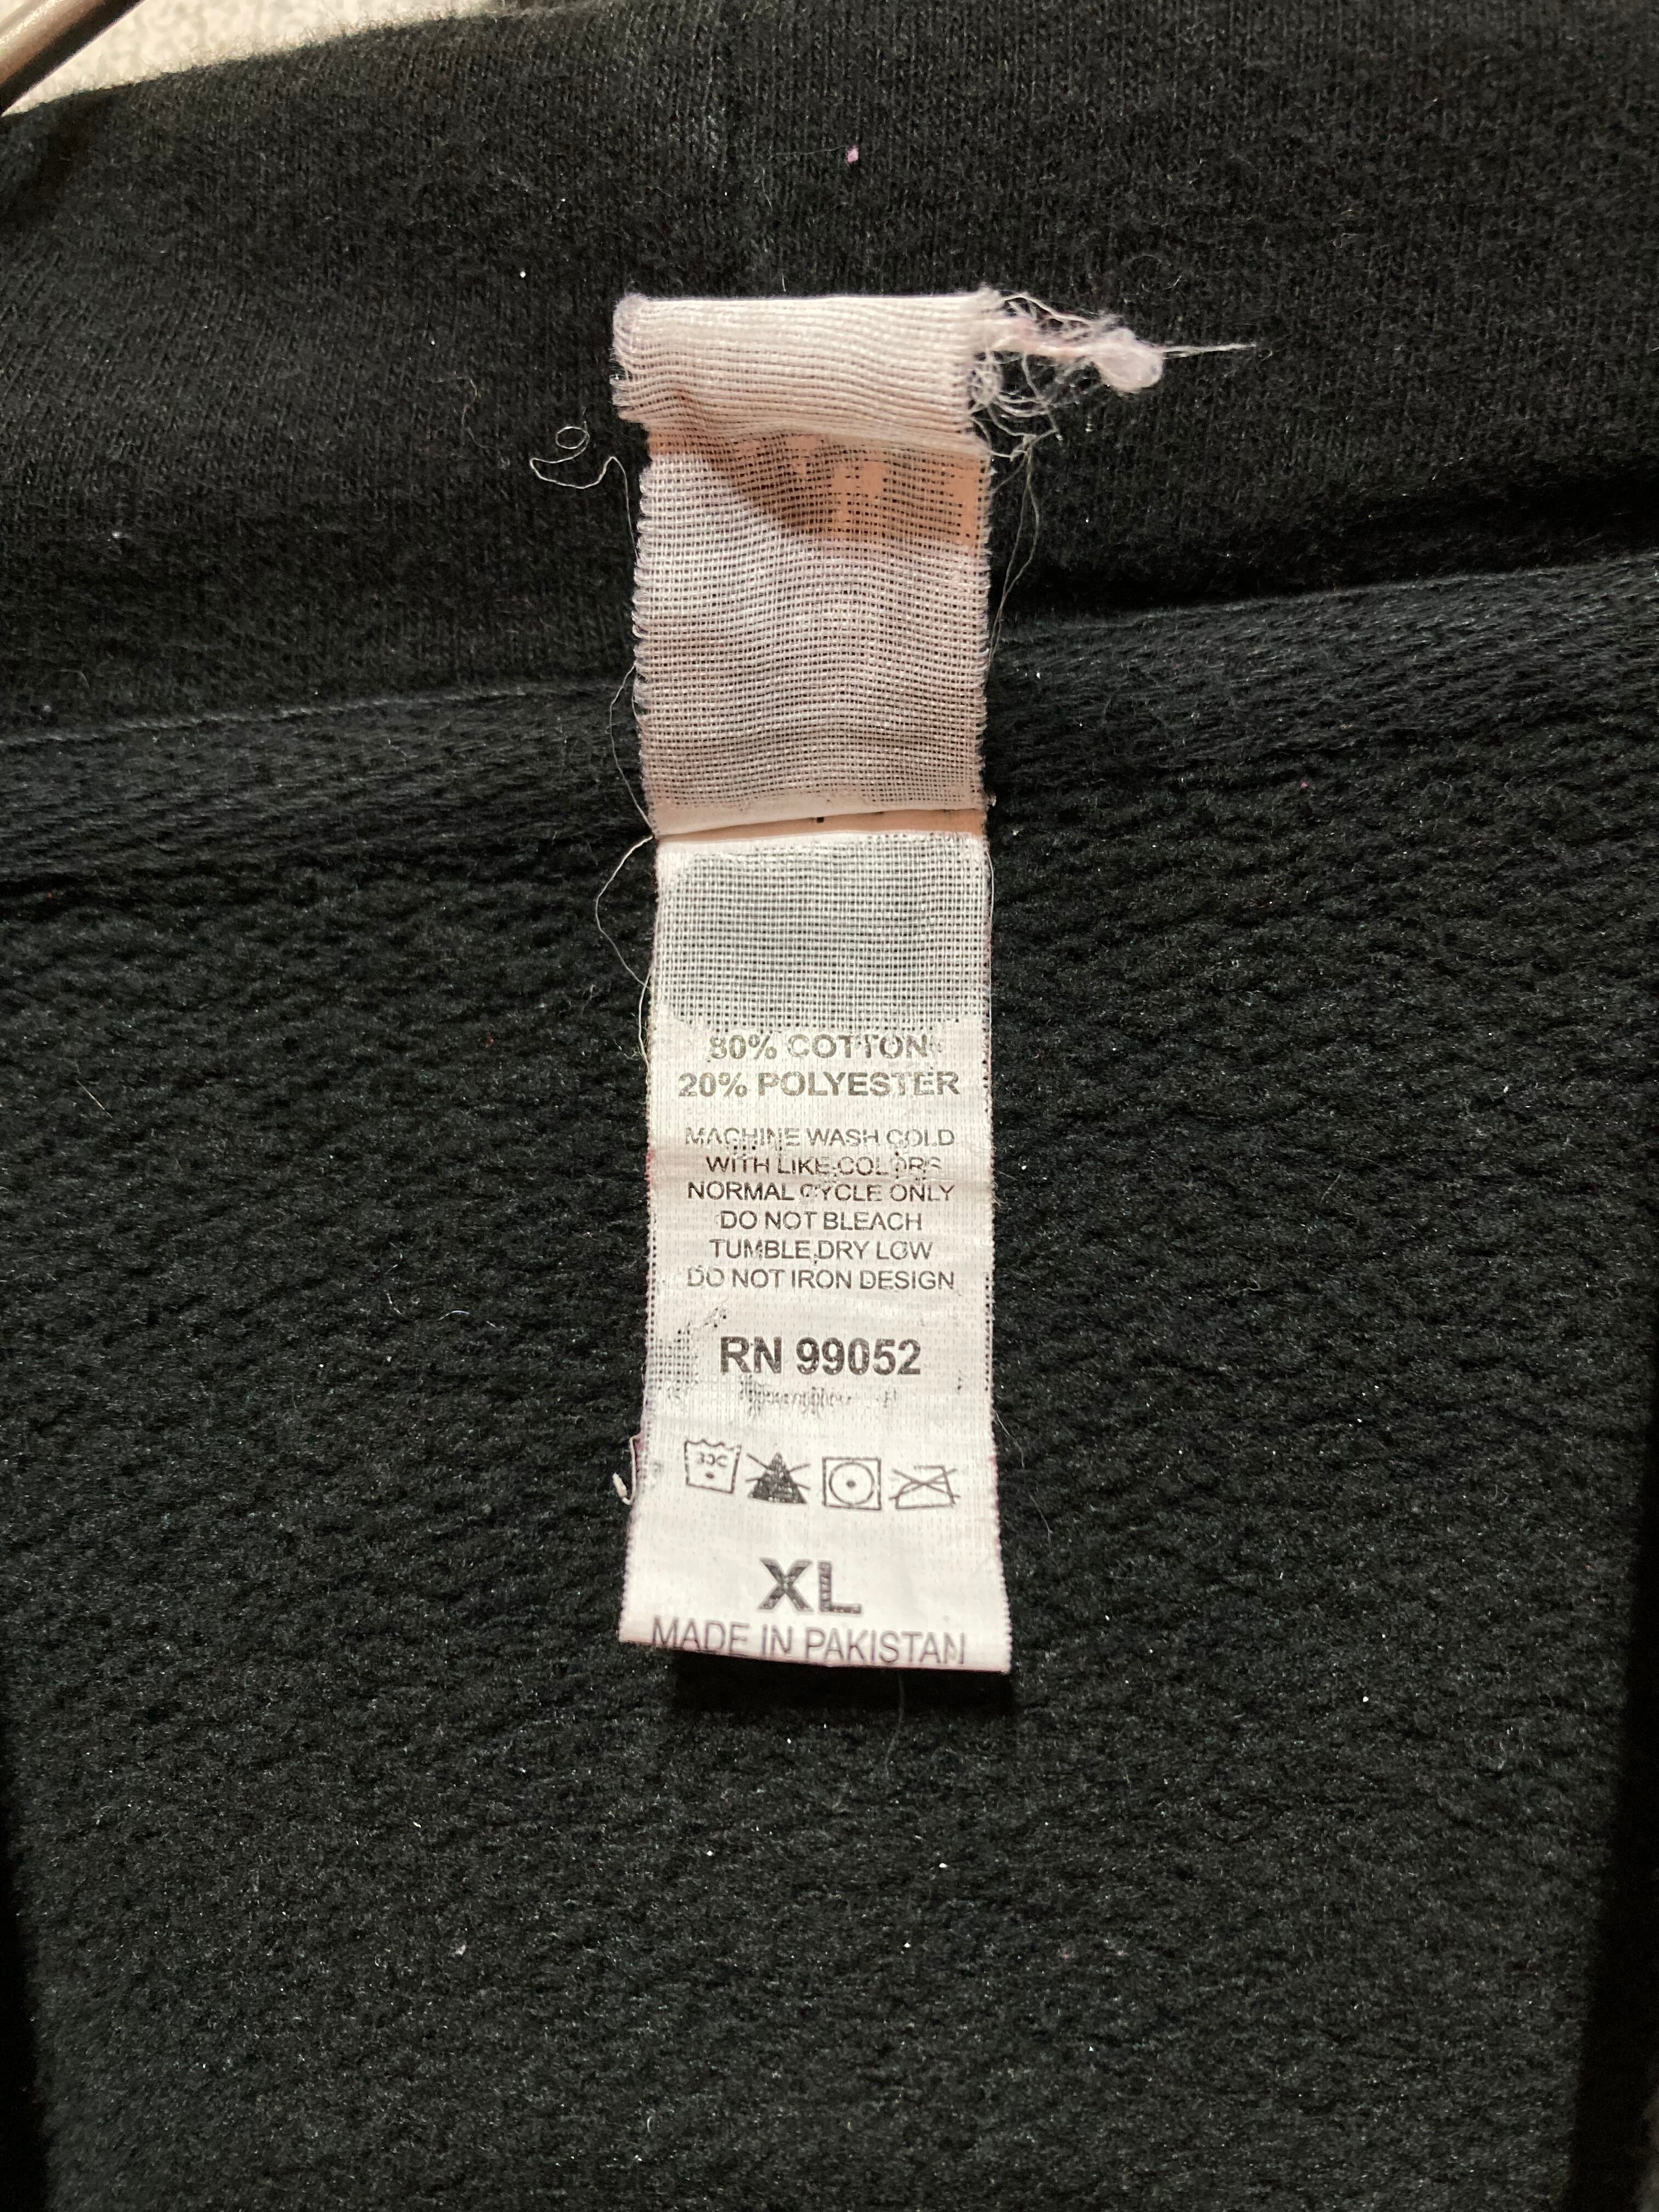 80% COTTON
20% POLYESTER
MACHINE WASH COLD
WITH LIKE COLORS
NORMAL CYCLE ONLY
DO NOT BLEACH
TUMBLE DRY LOW
DO NOT IRON DESIGN
RN 99052
XL
MADE IN PAKISTAN